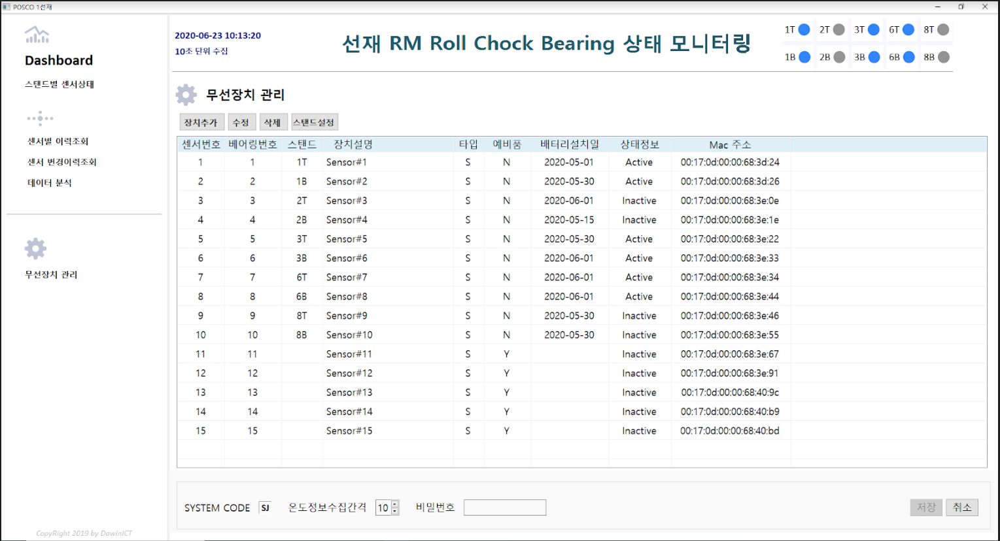 POSCO 1선재
Dashboard
스탠드별 센서상태
센서별 이력조회
센서 변경이력조회
데이터 분석
무선장치 관리
CopyRight 2019 by DawinICT
2020-06-23 10:13:20
10초 단위 수집
선재 RM Roll Chock Bearing 상태 모니터링
1T 2T 3T 6T 8T
1B 2B 3B 6B 8B
무선장치 관리
장치추가 수정 삭제 스탠드설정
센서번호 베어링번호 스탠드 장치설명 타입 예비품 배터리설치일 상태정보 Mac 주소
1 1 1T Sensor#1 S N 2020-05-01 Active 00:17:0d:00:00:68:3d:24
2 2 1B Sensor#2 S N 2020-05-30 Active 00:17:0d:00:00:68:3d:26
3 3 2T Sensor#3 S N 2020-06-01 Inactive 00:17:0d:00:00:68:3e:0e
4 4 2B Sensor#4 S N 2020-05-15 Inactive 00:17:0d:00:00:68:3e:1e
5 5 3T Sensor#5 S N 2020-05-30 Active 00:17:0d:00:00:68:3e:22
6 6 3B Sensor#6 S N 2020-06-01 Active 00:17:0d:00:00:68:3e:33
7 7 6T Sensor#7 S N 2020-06-01 Active 00:17:0d:00:00:68:3e:34
8 8 6B Sensor#8 S N 2020-06-01 Active 00:17:0d:00:00:68:3e:44
9 9 8T Sensor#9 S N 2020-05-30 Inactive 00:17:0d:00:00:68:3e:46
10 10 8B Sensor#10 S N 2020-05-30 Inactive 00:17:0d:00:00:68:3e:55
11 11 Sensor#11 S Y Inactive 00:17:0d:00:00:68:3e:67
12 12 Sensor#12 S Y Inactive 00:17:0d:00:00:68:3e:91
13 13 Sensor#13 S Y Inactive 00:17:0d:00:00:68:40:9c
14 14 Sensor#14 S Y Inactive 00:17:0d:00:00:68:40:b9
15 15 Sensor#15 S Y Inactive 00:17:0d:00:00:68:40:bd
SYSTEM CODE SJ 온도정보수집간격 10 비밀번호 저장 취소